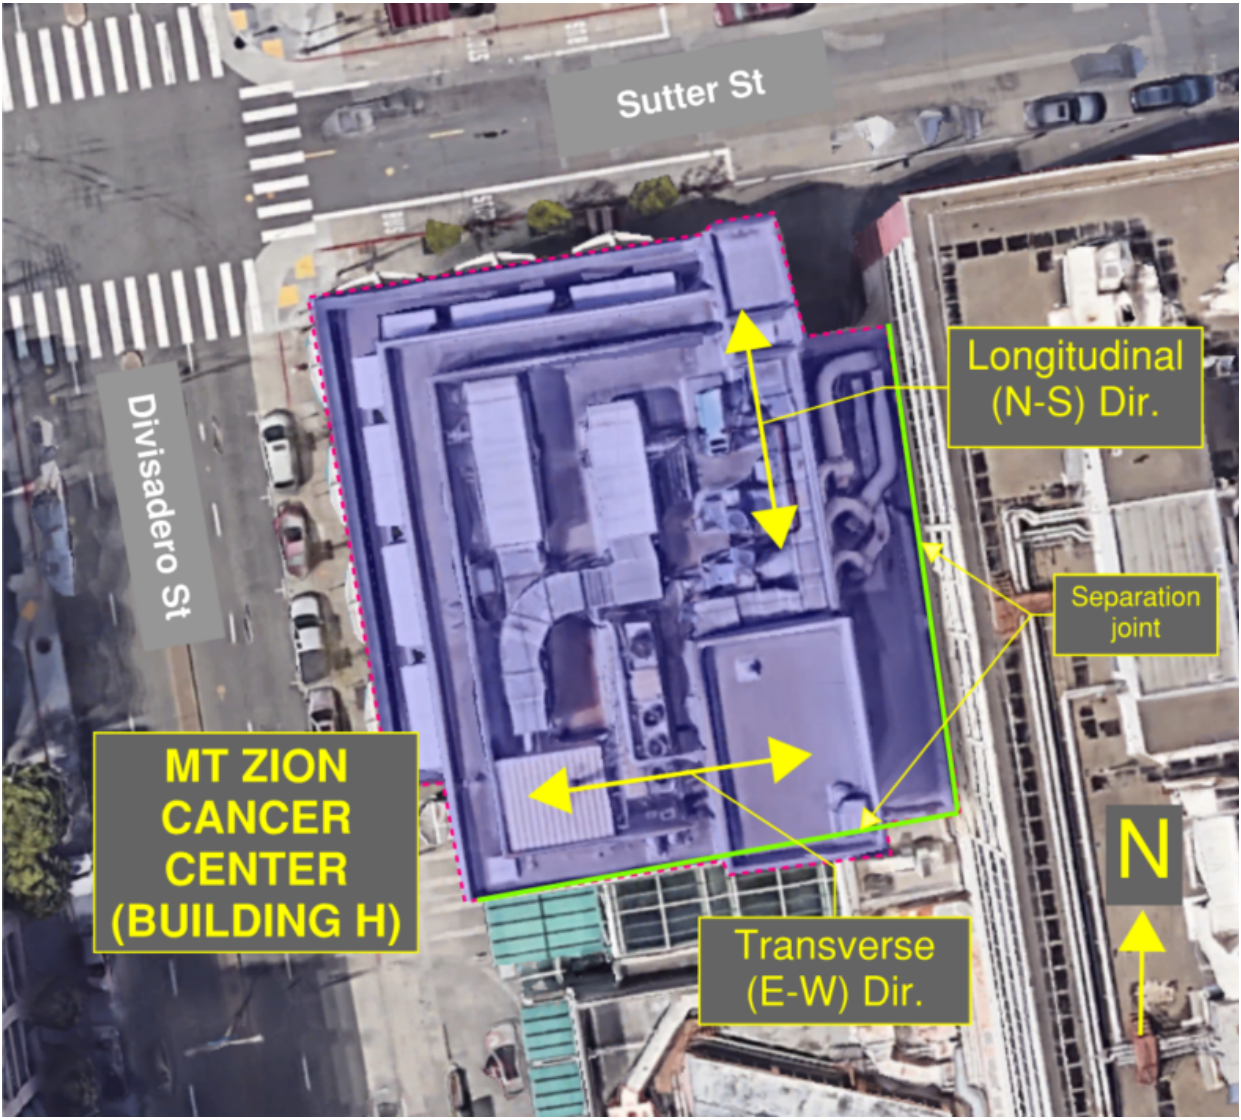 Sutter St
Divisadero St
Longitudinal
(N-S) Dir.
Separation
joint
MT ZION
CANCER
CENTER
(BUILDING H)
N
Transverse
(E-W) Dir.